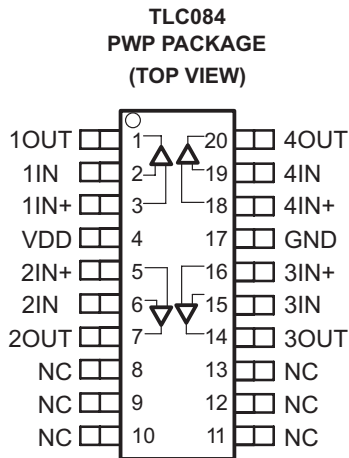 TLC084
PWP PACKAGE
(TOP VIEW)
1OUT 1 20 4OUT
1IN 2 19 4IN
1IN+ 3 18 4IN+
VDD 4 17 GND
2IN+ 5 16 3IN+
2IN 6 15 3IN
2OUT 7 14 3OUT
NC 8 13 NC
NC 9 12 NC
NC 10 11 NC